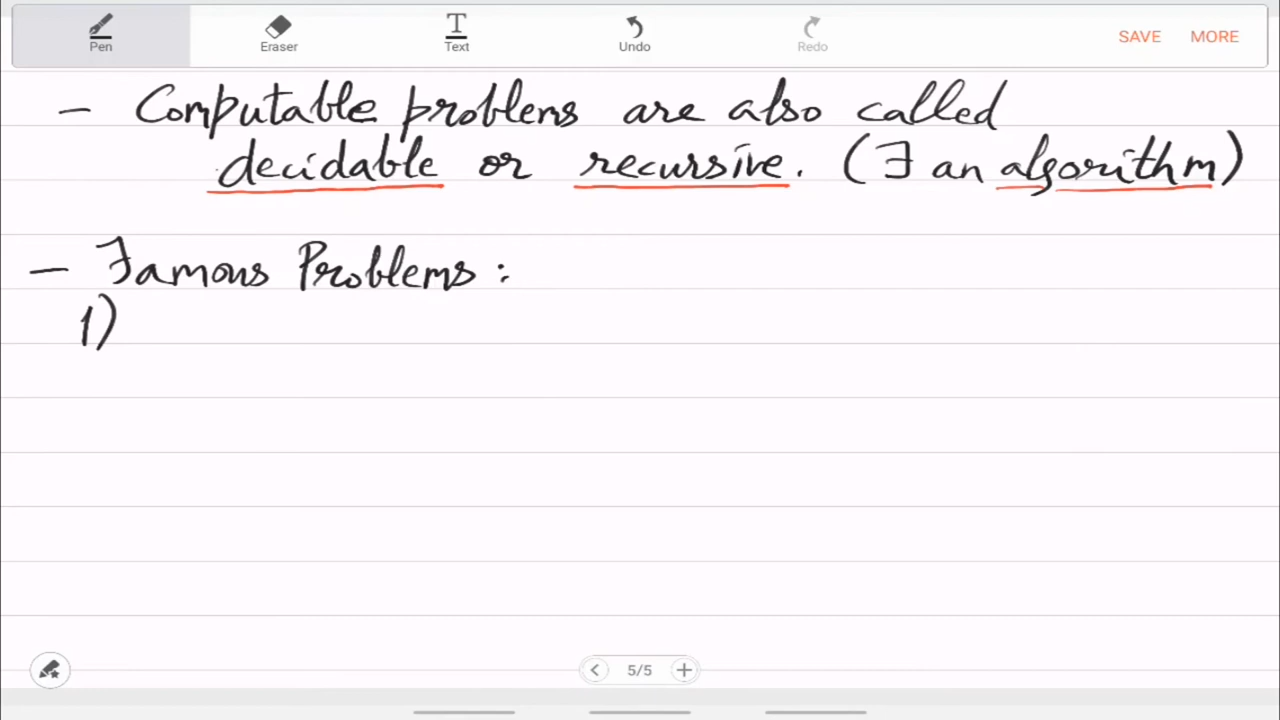 Pen Eraser Text Undo Redo SAVE MORE
- Computable problems are also called
decidable or recursive. (∃ an algorithm)
- Famous Problems :
1)
5/5